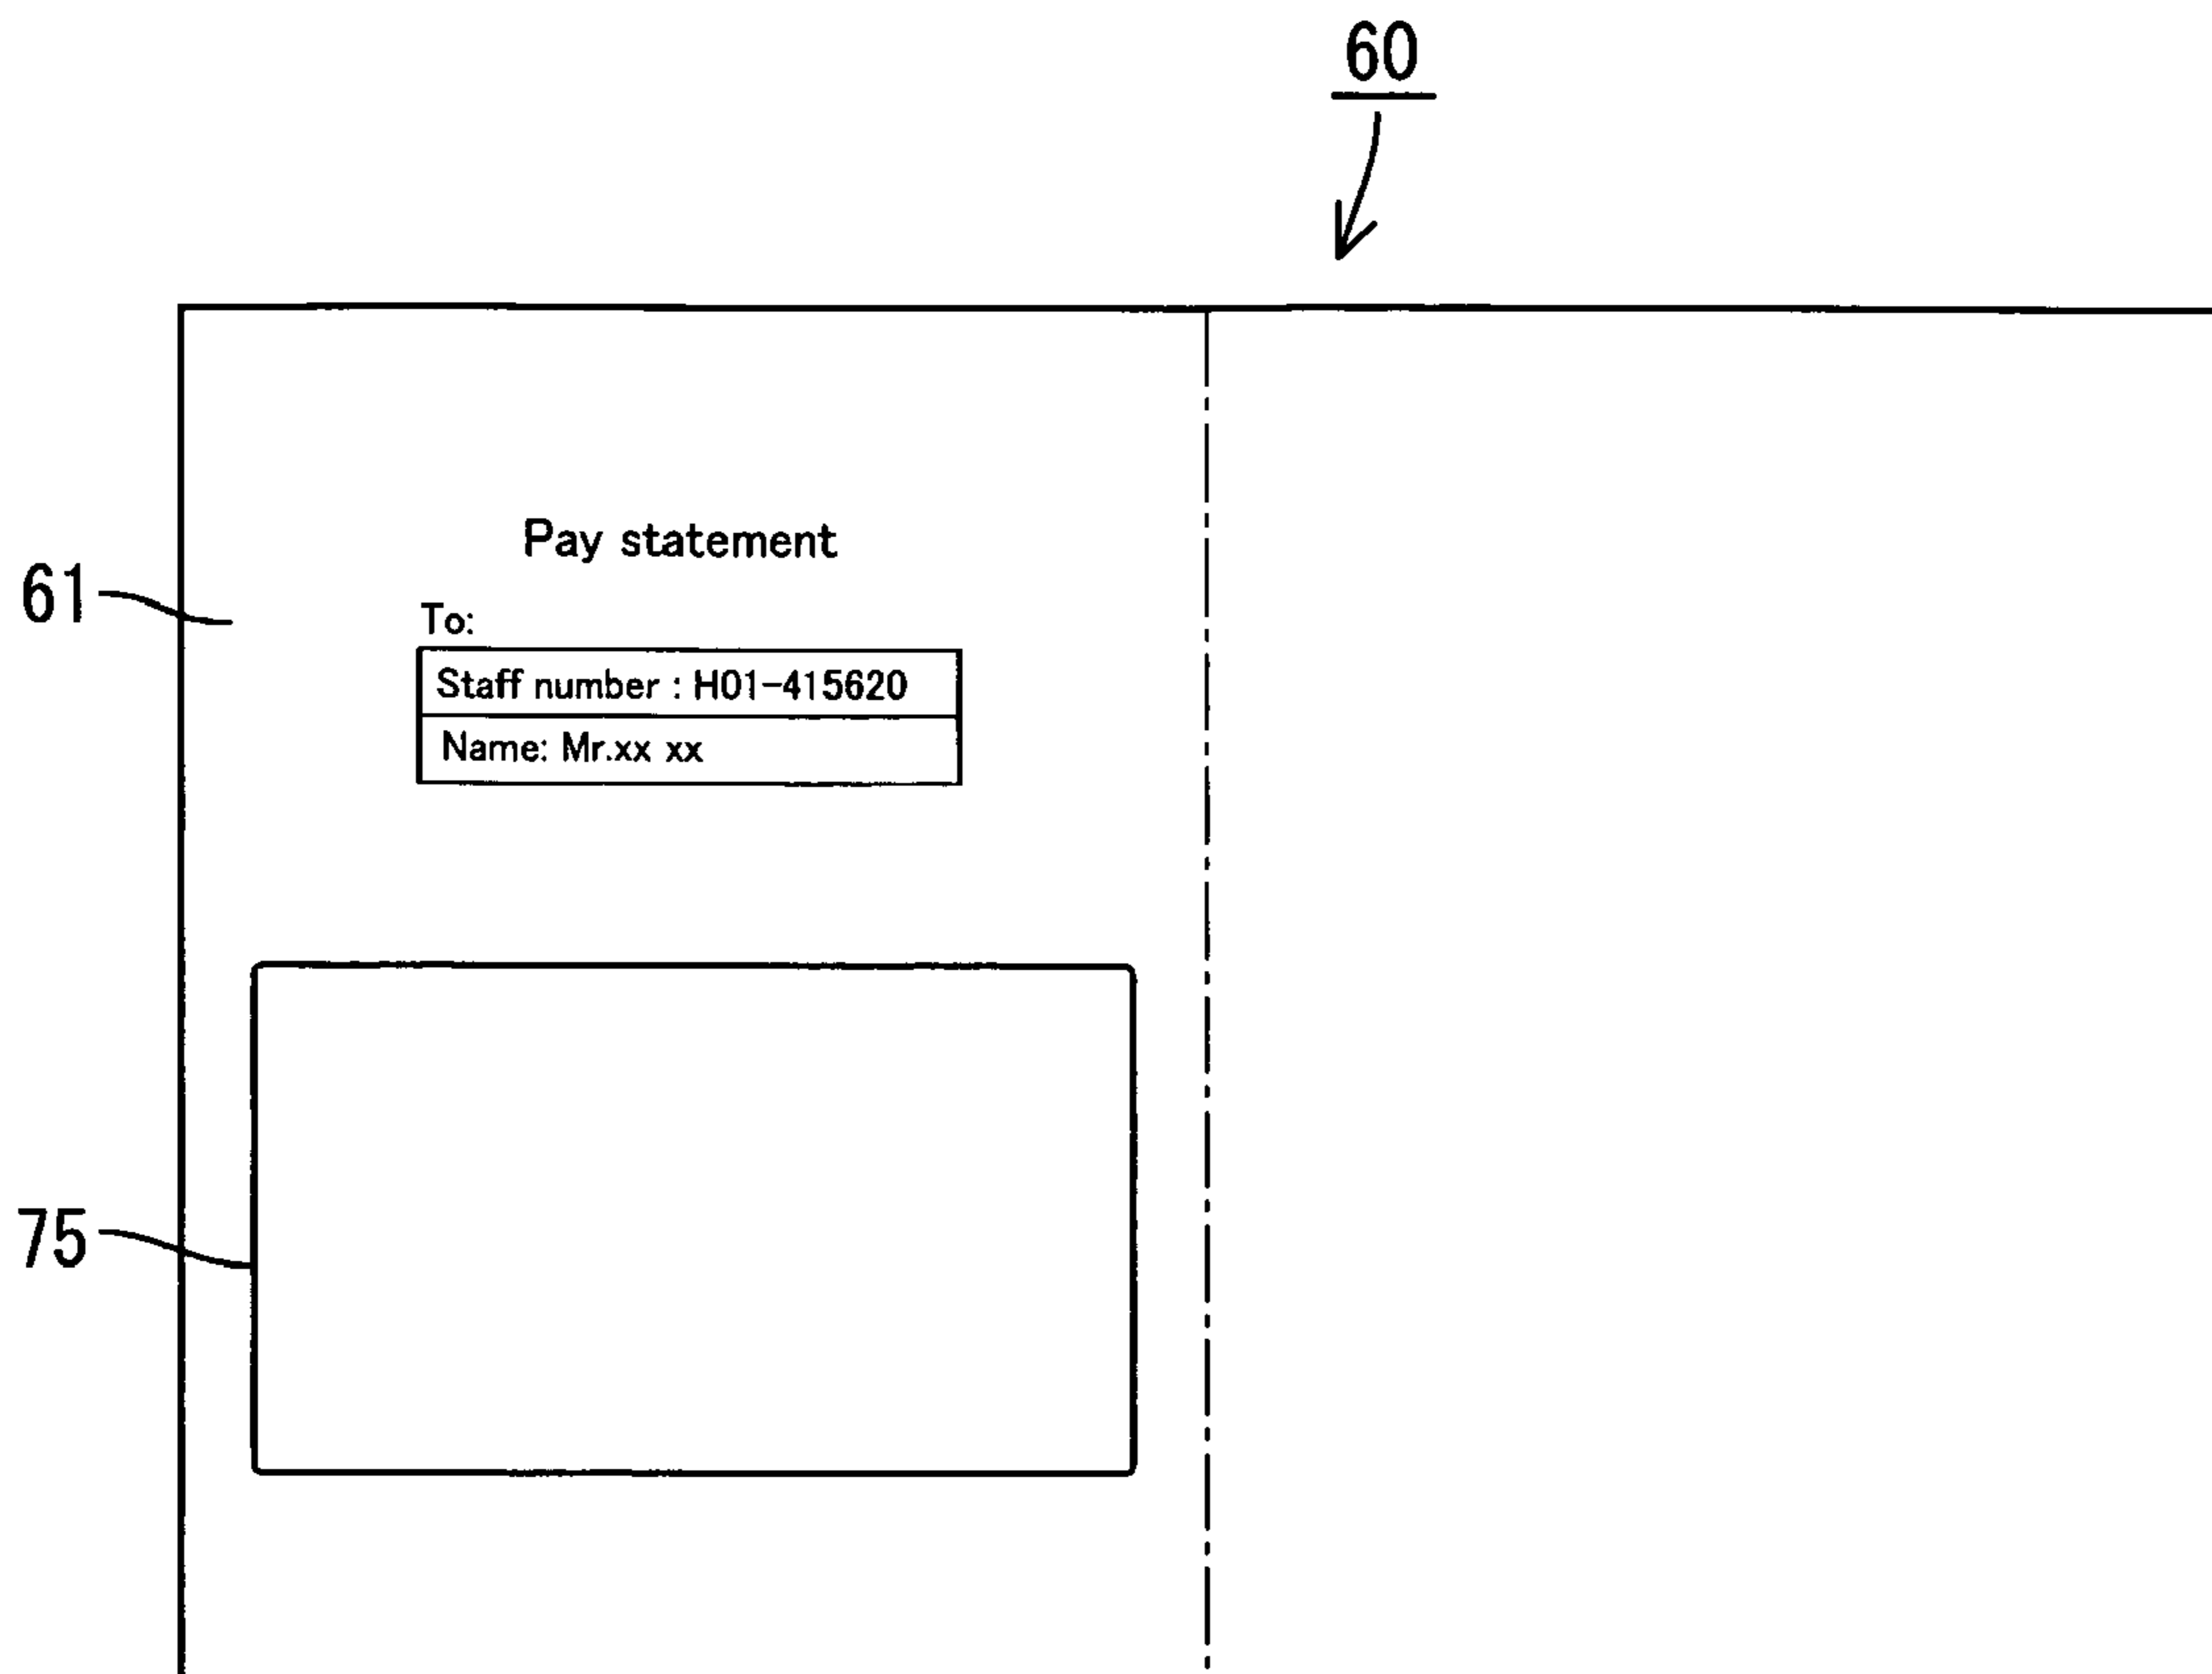 60
Pay statement
61
To:
Staff number : H01-415620
Name: Mr.xx xx
75